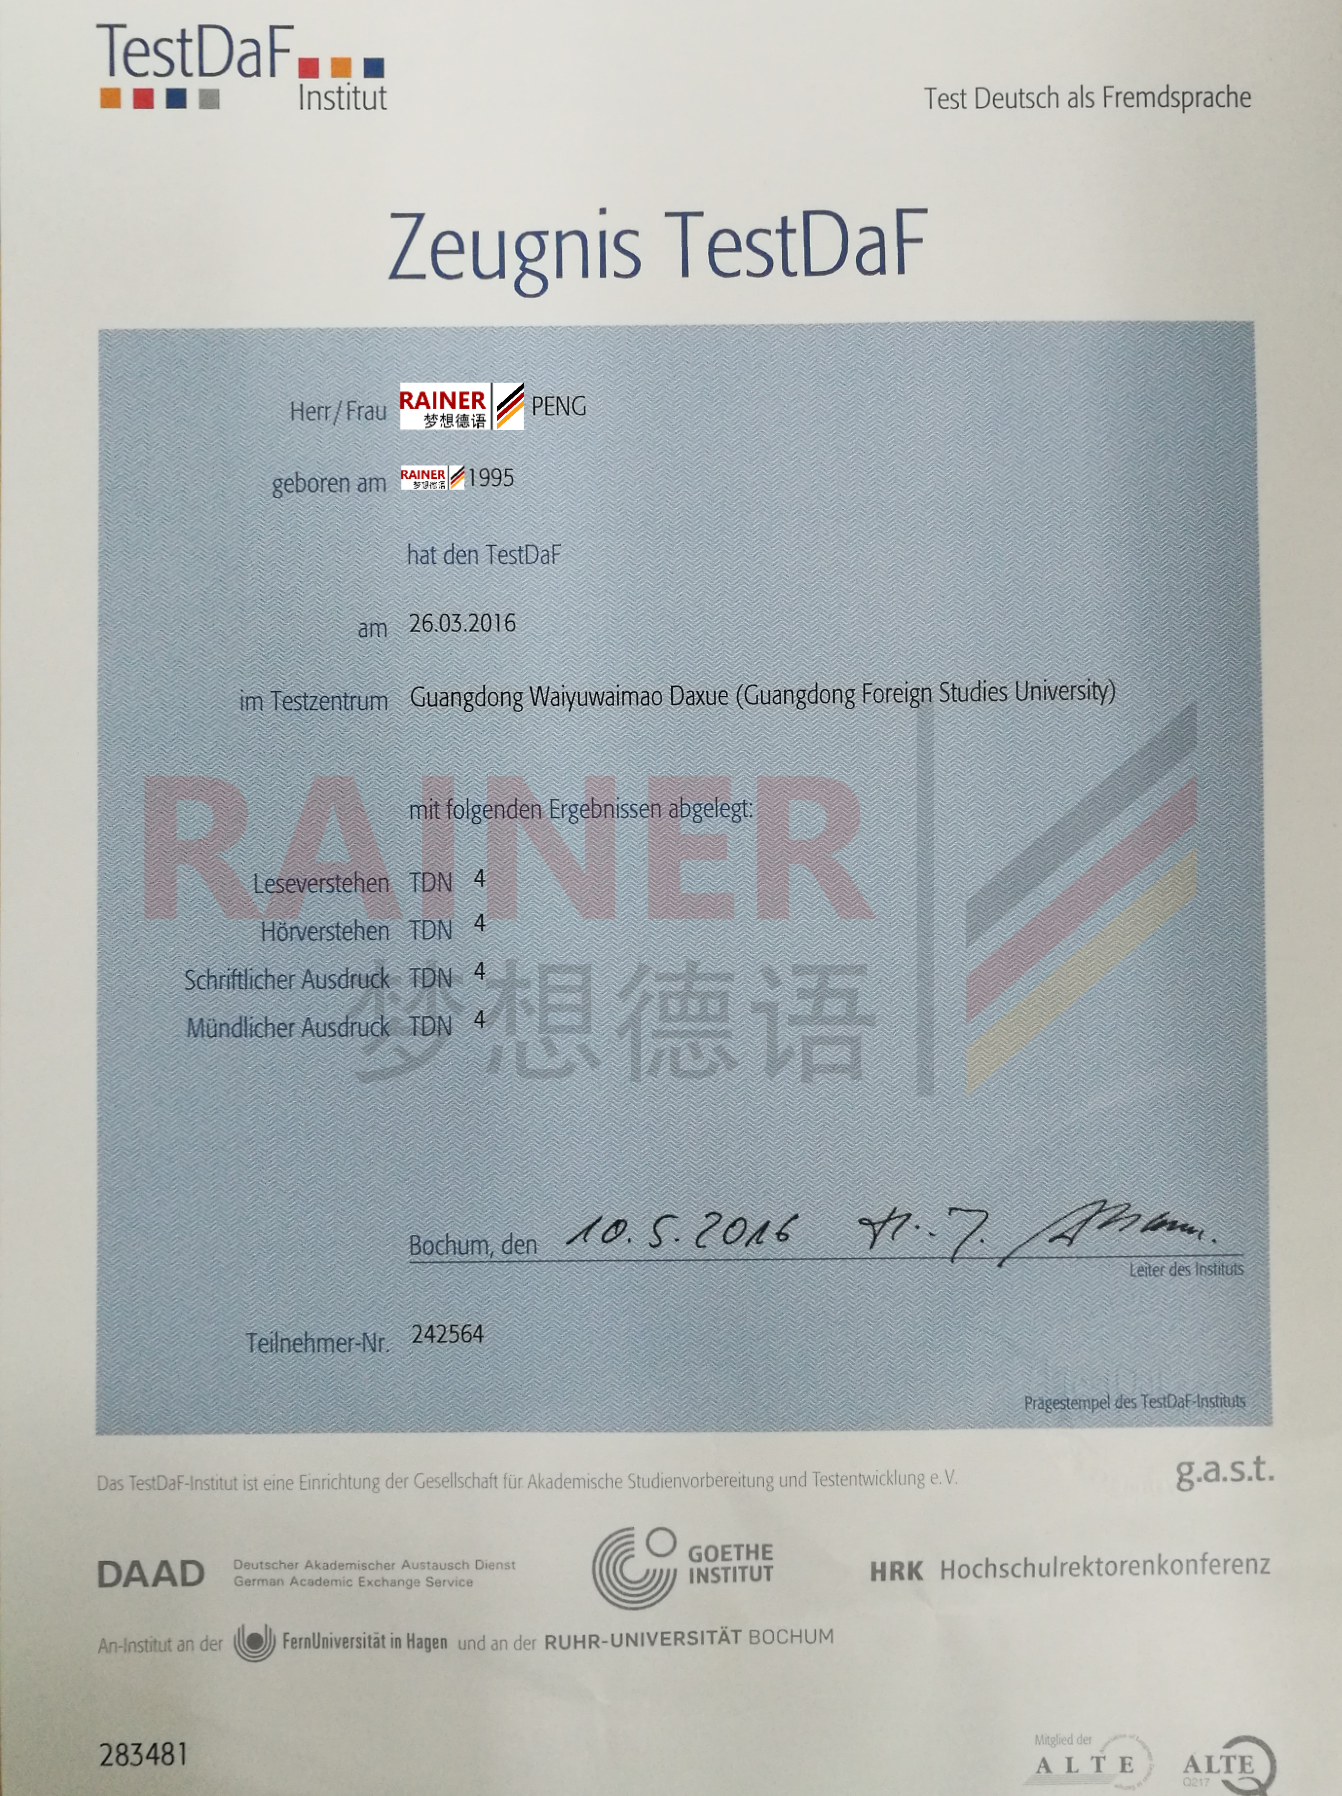 TestDaF
Institut
Test Deutsch als Fremdsprache
Zeugnis TestDaF
Herr/Frau RAINER 梦想德语 PENG
geboren am RAINER 梦想德语 1995
hat den TestDaF
am 26.03.2016
im Testzentrum Guangdong Waiyuwaimao Daxue (Guangdong Foreign Studies University)
RAINER
梦想德语
mit folgenden Ergebnissen abgelegt:
Leseverstehen TDN 4
Hörverstehen TDN 4
Schriftlicher Ausdruck TDN 4
Mündlicher Ausdruck TDN 4
Bochum, den 10.5.2016
Leiter des Instituts
Teilnehmer-Nr. 242564
Prägestempel des TestDaF-Instituts
Das TestDaF-Institut ist eine Einrichtung der Gesellschaft für Akademische Studienvorbereitung und Testentwicklung e.V.
g.a.s.t.
DAAD Deutscher Akademischer Austausch Dienst
German Academic Exchange Service
GOETHE
INSTITUT
HRK Hochschulrektorenkonferenz
An-Institut an der FernUniversität in Hagen und an der RUHR-UNIVERSITÄT BOCHUM
283481
Mitglied der
ALTE
ALTE
Q217